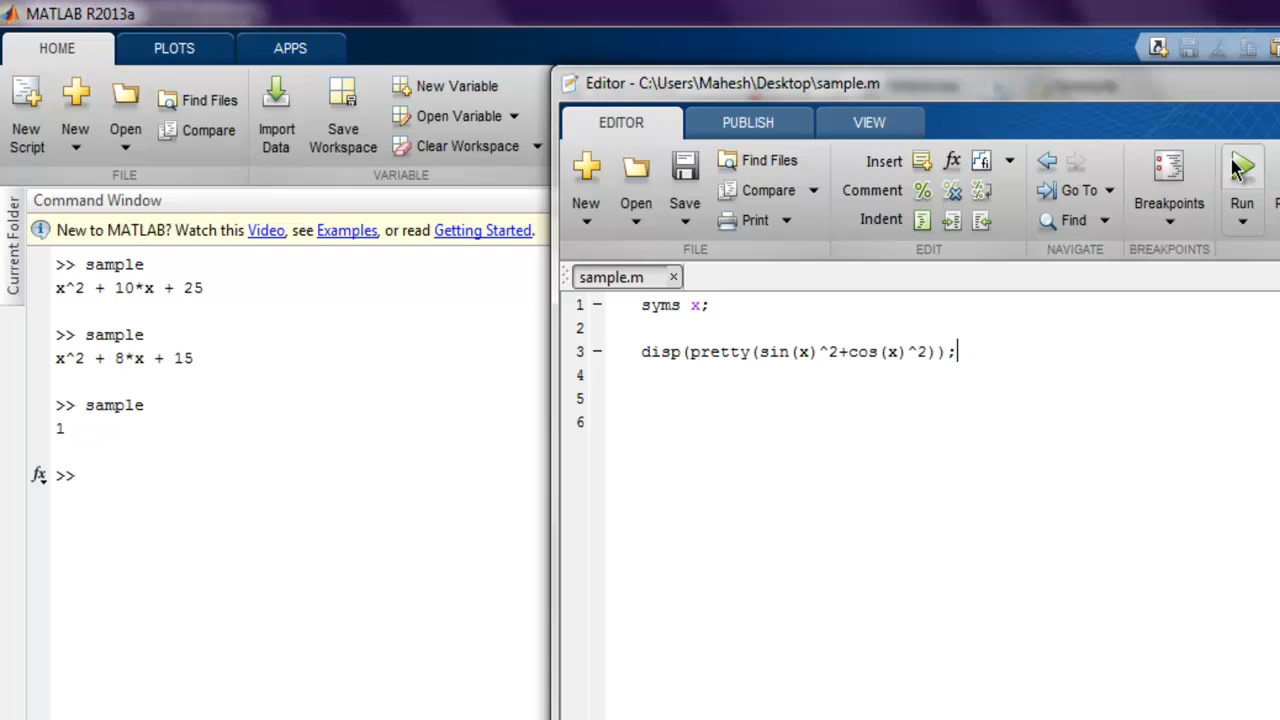 MATLAB R2013a
HOME PLOTS APPS
New Script
New
Open
Find Files
Compare
Import Data
Save Workspace
New Variable
Open Variable
Clear Workspace
FILE VARIABLE
Current Folder
Command Window
New to MATLAB? Watch this Video, see Examples, or read Getting Started.
>> sample
x^2 + 10*x + 25
>> sample
x^2 + 8*x + 15
>> sample
1
fx >>
Editor - C:\Users\Mahesh\Desktop\sample.m
EDITOR PUBLISH VIEW
New
Open
Save
Find Files
Compare
Print
Insert fx
Comment
Indent
Go To
Find
Breakpoints
Run
FILE EDIT NAVIGATE BREAKPOINTS
sample.m ×
1 – syms x;
2
3 – disp(pretty(sin(x)^2+cos(x)^2));
4
5
6